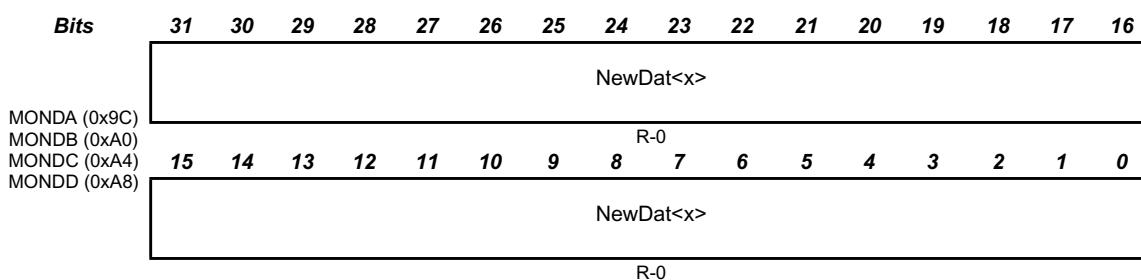 Bits 31 30 29 28 27 26 25 24 23 22 21 20 19 18 17 16
NewDat<x>
MONDA (0x9C)
R-0
MONDB (0xA0)
MONDC (0xA4)
15 14 13 12 11 10 9 8 7 6 5 4 3 2 1 0
MONDD (0xA8)
NewDat<x>
R-0